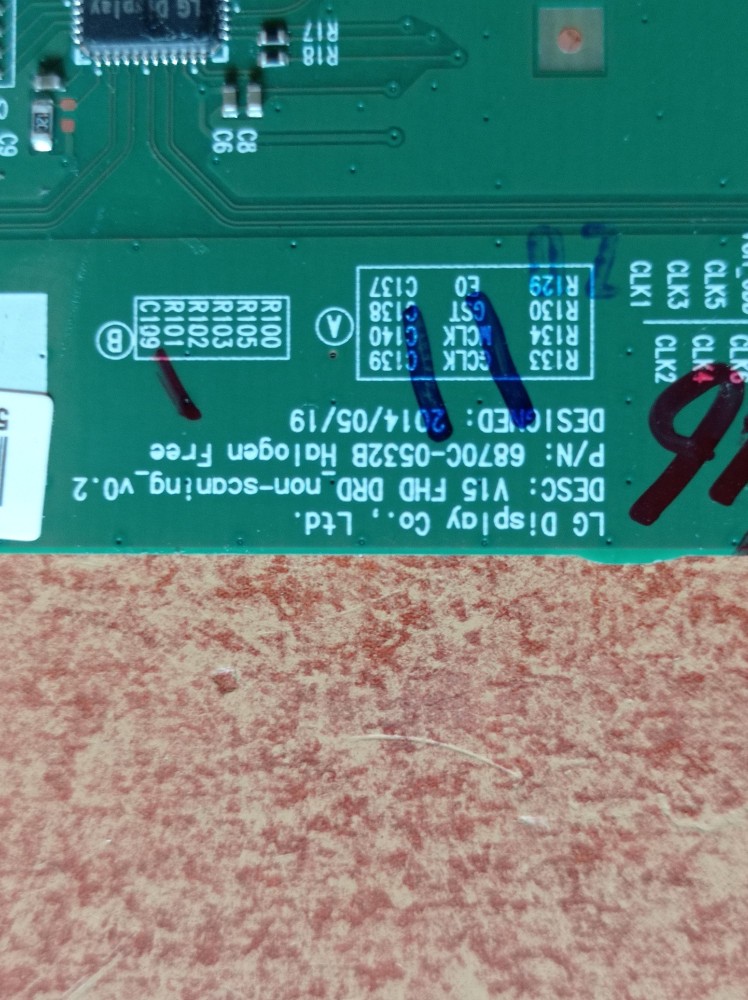 LG Display Co., Ltd.
DESC: V15 FHD DRD_non-scaning_v0.2
P/N: 6870C-0532B Halogen Free
DESIGNED: 2014/05/19
CLK2
CLK4
CLK6
CLK1
CLK3
CLK5
R133 GCLK C139
R134 MCLK C140
R130 GST C138
R129 EO C137
A
R100
R105
R103
R102
R101
B
C8
C6
C9
R18
R17
LG Display